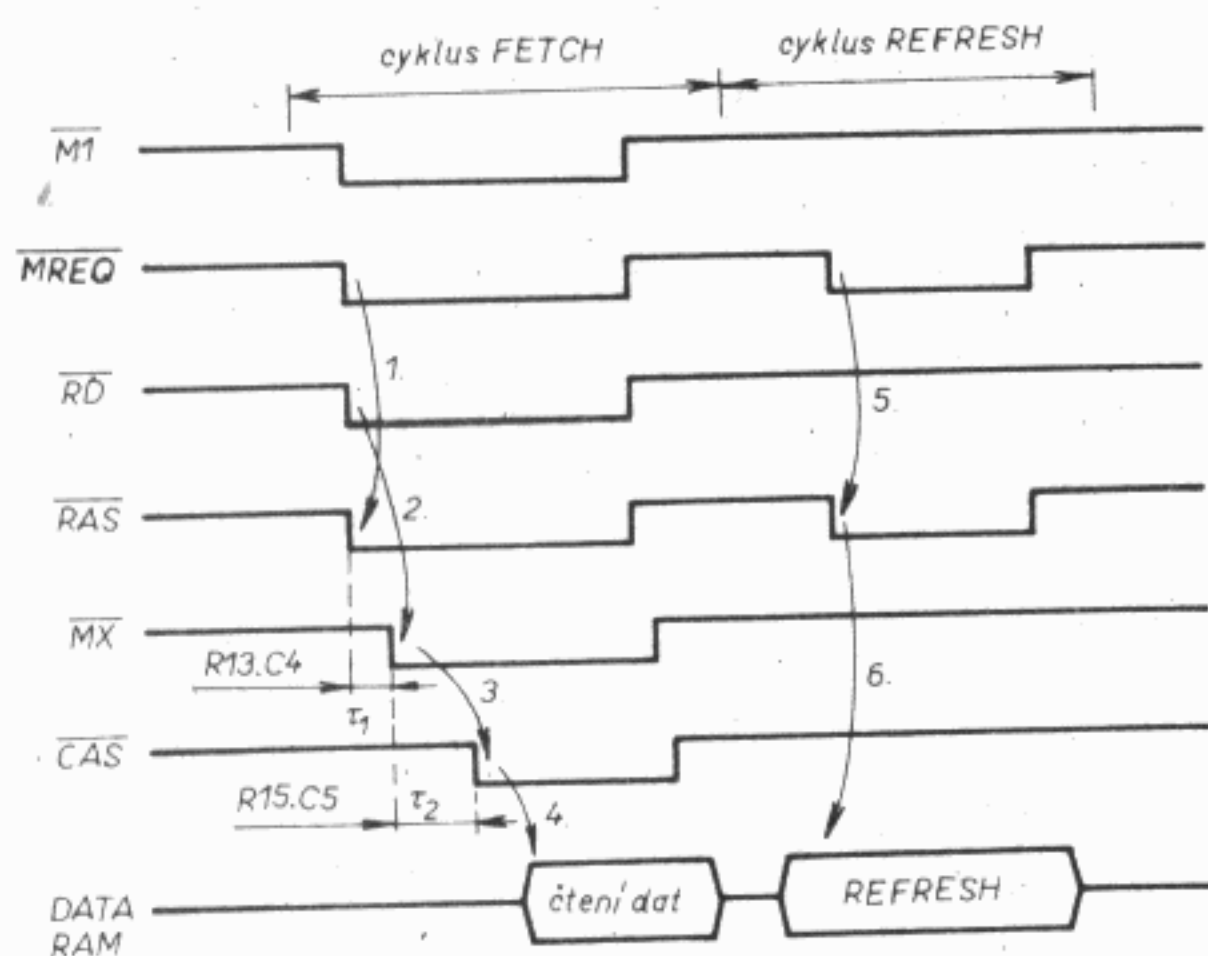 cyklus FETCH
cyklus REFRESH
M1
MREQ
1.
RD
5.
RAS
2.
MX
R13.C4
3
6.
τ1
CAS
R15.C5
τ2
4.
čtení dat
REFRESH
DATA
RAM